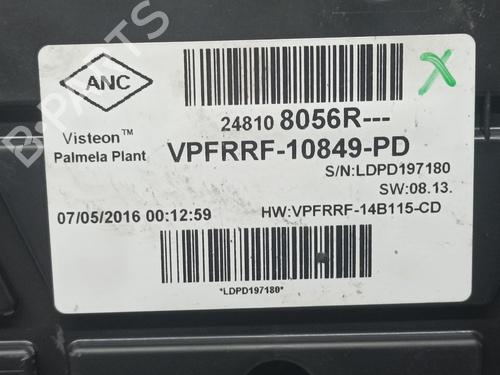 ANC
24810 8056R---
Visteon™
Palmela Plant
VPFRRF-10849-PD
S/N:LDPD197180
SW:08.13.
07/05/2016 00:12:59
HW:VPFRRF-14B115-CD
*LDPD197180*
B-PARTS
X